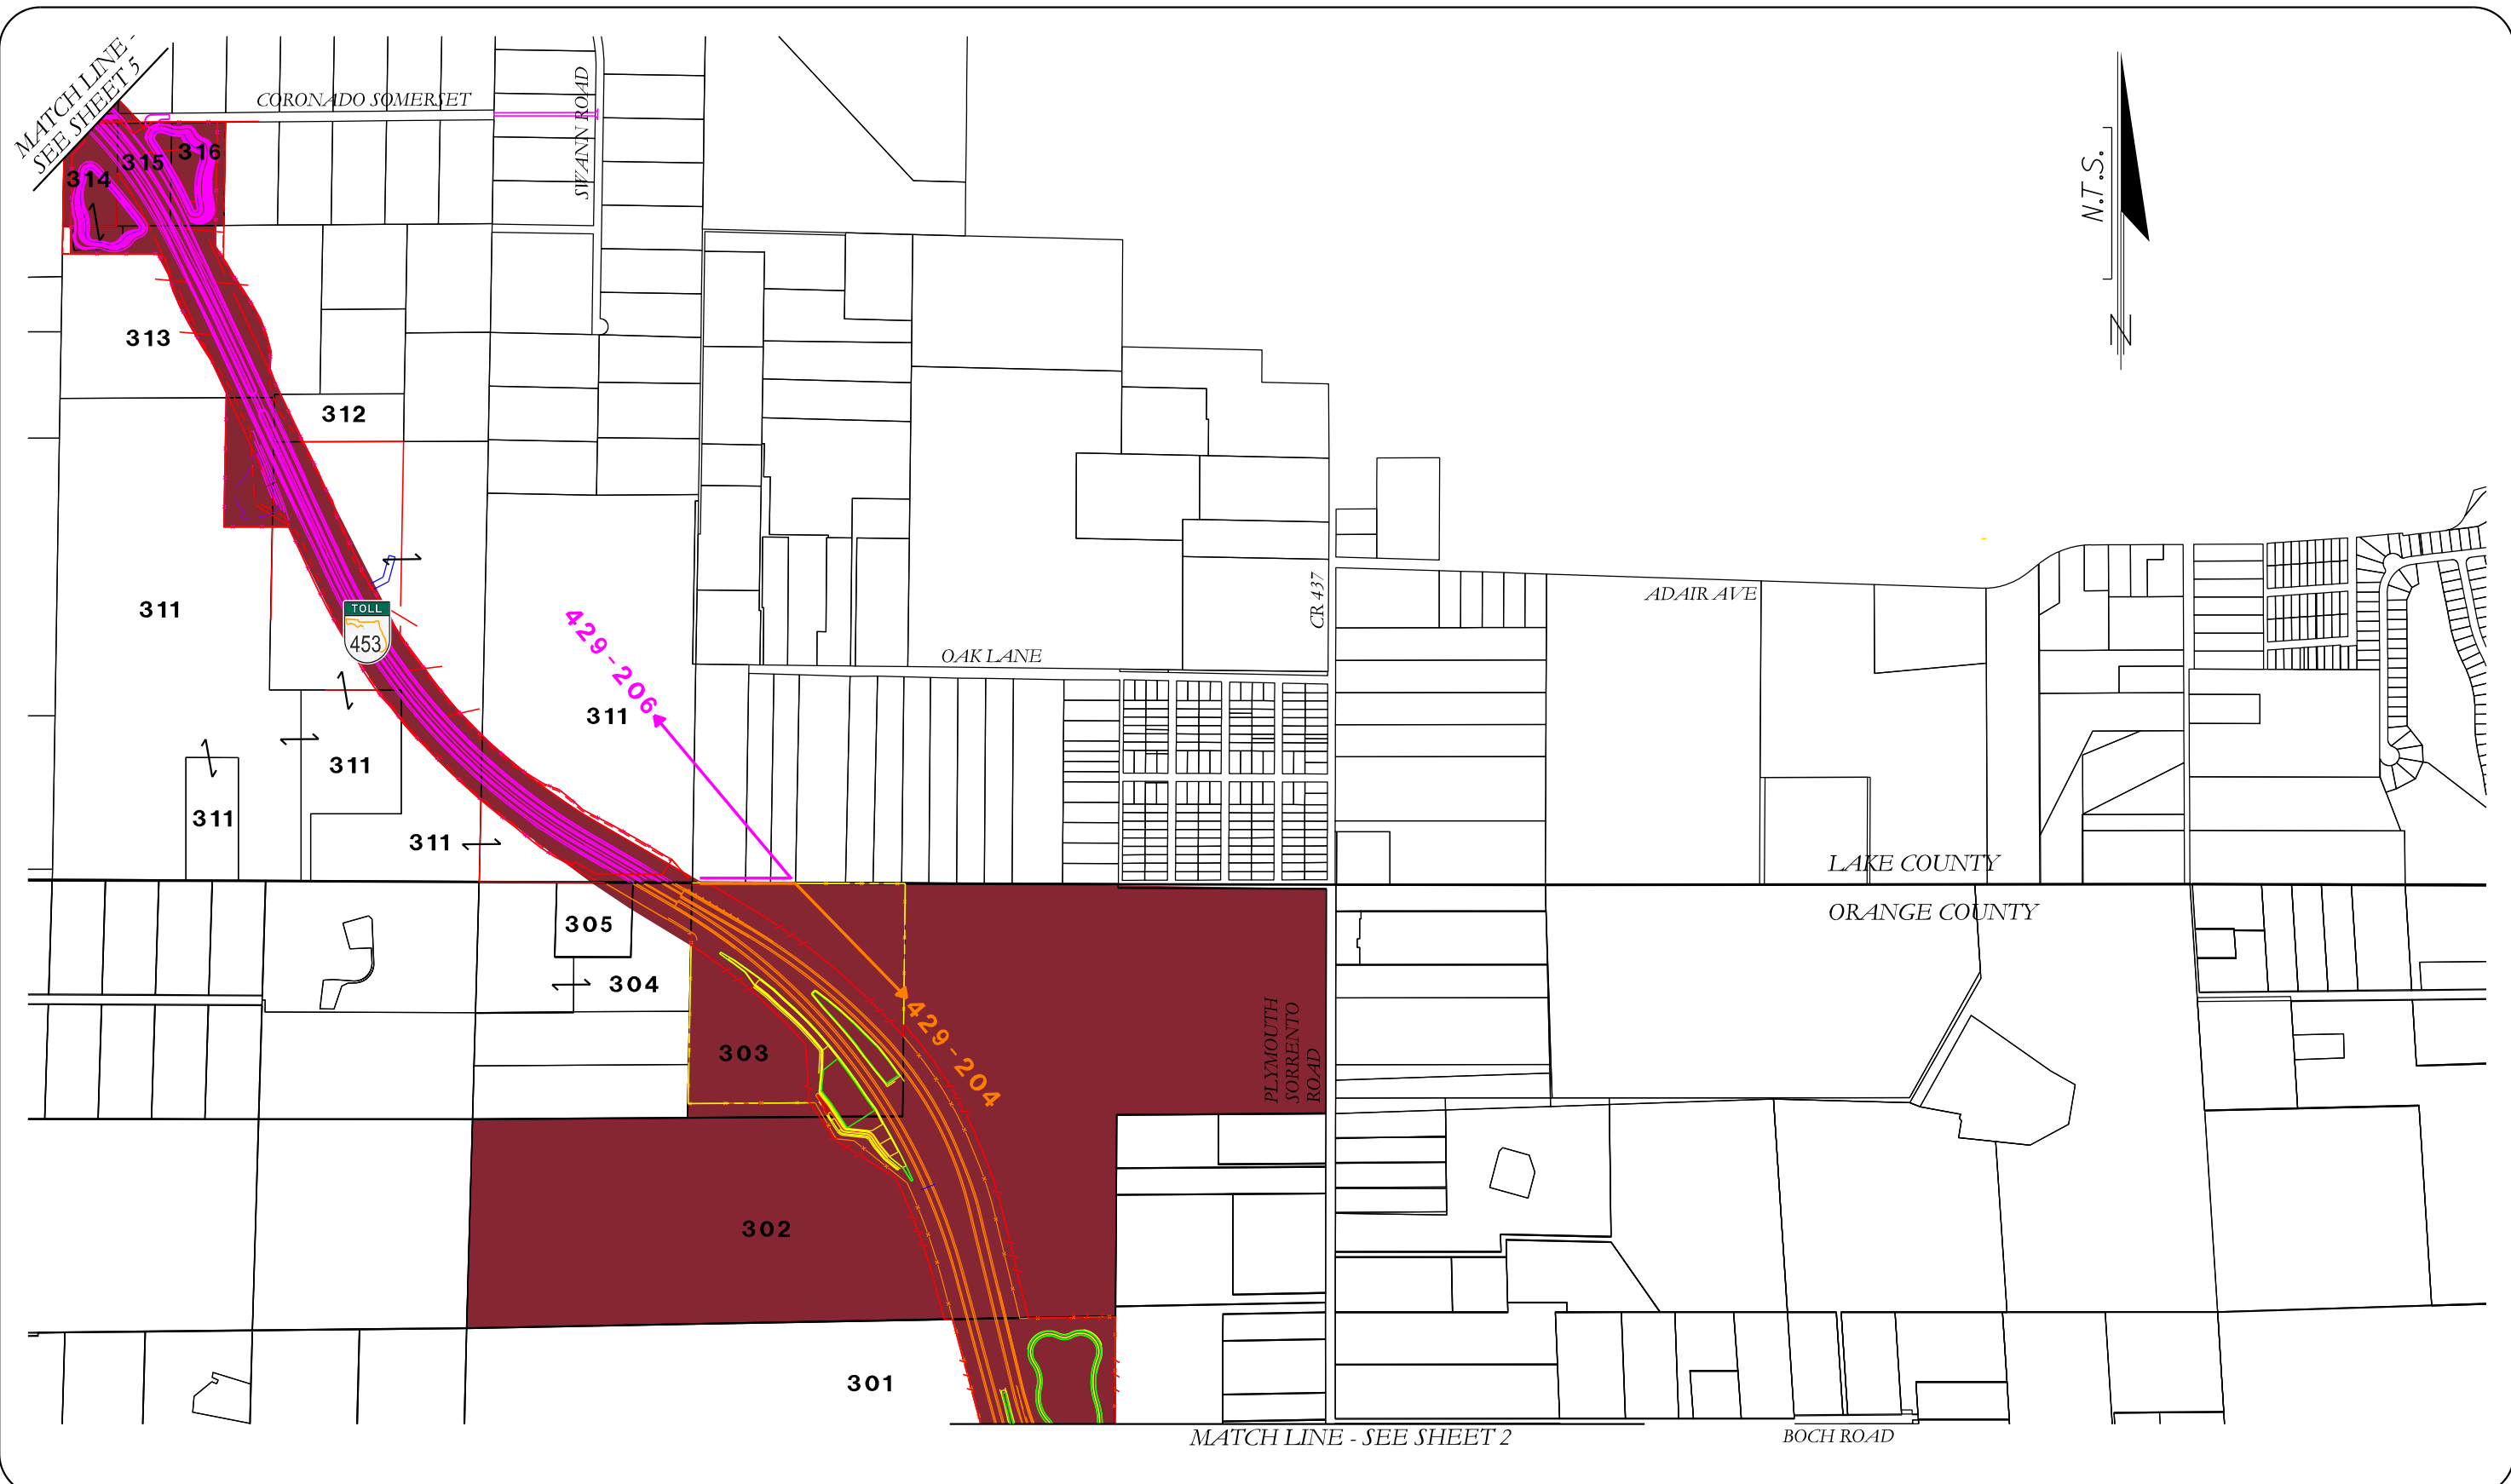 MATCH LINE -
SEE SHEET 5
CORONADO SOMERSET
SWANN ROAD
N.T.S.
N
316
315
314
313
312
311
TOLL
453
429-206
311
311
311
311
OAK LANE
CR 437
ADAIR AVE
LAKE COUNTY
ORANGE COUNTY
305
304
303
429-204
PLYMOUTH
SORRENTO
ROAD
302
301
MATCH LINE - SEE SHEET 2
BOCH ROAD